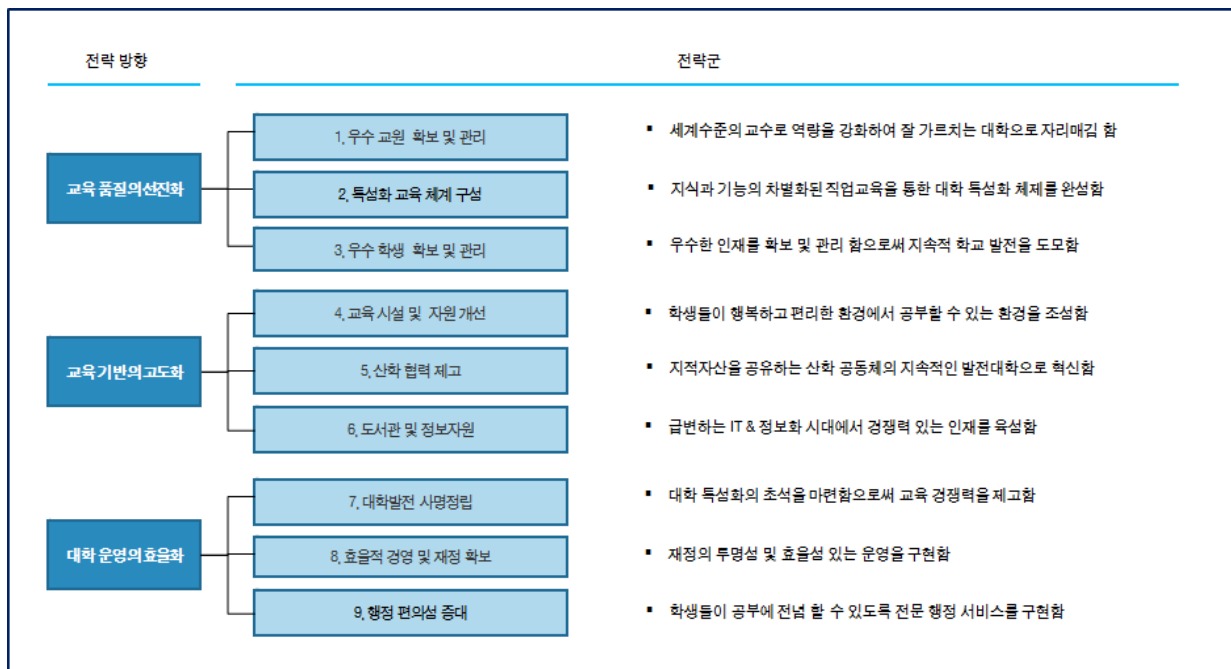 전략 방향
전략군
교육 품질의 선진화
1. 우수 교원 확보 및 관리
▪ 세계수준의 교수로 역량을 강화하여 잘 가르치는 대학으로 자리매김 함
2. 특성화 교육 체계 구성
▪ 지식과 기능의 차별화된 직업교육을 통한 대학 특성화 체제를 완성함
3. 우수 학생 확보 및 관리
▪ 우수한 인재를 확보 및 관리 함으로써 지속적 학교 발전을 도모함
교육 기반의 고도화
4. 교육 시설 및 자원 개선
▪ 학생들이 행복하고 편리한 환경에서 공부할 수 있는 환경을 조성함
5. 산학 협력 제고
▪ 지적자산을 공유하는 산학 공동체의 지속적인 발전대학으로 혁신함
6. 도서관 및 정보자원
▪ 급변하는 IT & 정보화 시대에서 경쟁력 있는 인재를 육성함
대학 운영의 효율화
7. 대학발전 사명정립
▪ 대학 특성화의 초석을 마련함으로써 교육 경쟁력을 제고함
8. 효율적 경영 및 재정 확보
▪ 재정의 투명성 및 효율성 있는 운영을 구현함
9. 행정 편의성 증대
▪ 학생들이 공부에 전념 할 수 있도록 전문 행정 서비스를 구현함